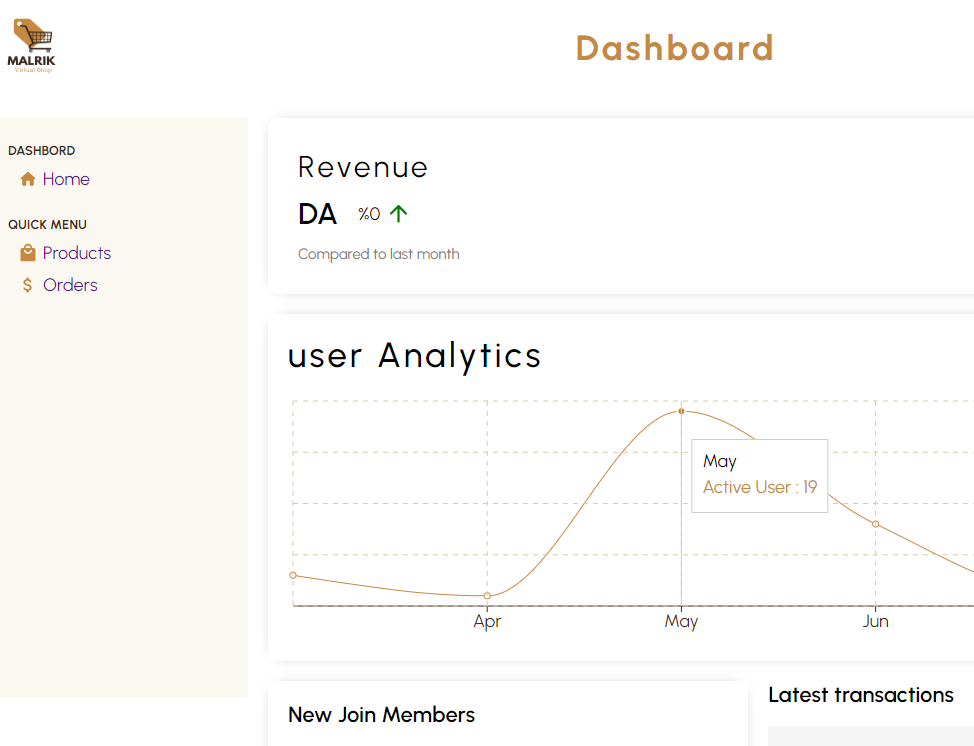 MALRIK
Virtual Shop
Dashboard
DASHBORD
Home
QUICK MENU
Products
Orders
Revenue
DA %0
Compared to last month
user Analytics
May
Active User : 19
Apr May Jun
New Join Members
Latest transactions